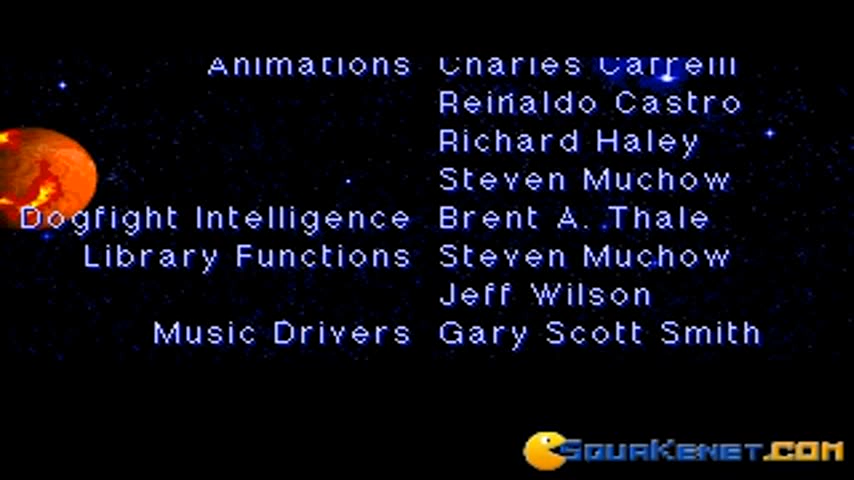 Animations Charles Carrelli
Reinaldo Castro
Richard Haley
Steven Muchow
Dogfight Intelligence Brent A. Thale
Library Functions Steven Muchow
Jeff Wilson
Music Drivers Gary Scott Smith
SquaKenet.com